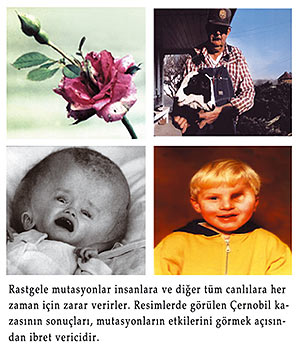 Rastgele mutasyonlar insanlara ve diğer tüm canlılara her
zaman için zarar verirler. Resimlerde görülen Çernobil ka-
zasının sonuçları, mutasyonların etkilerini görmek açısın-
dan ibret vericidir.